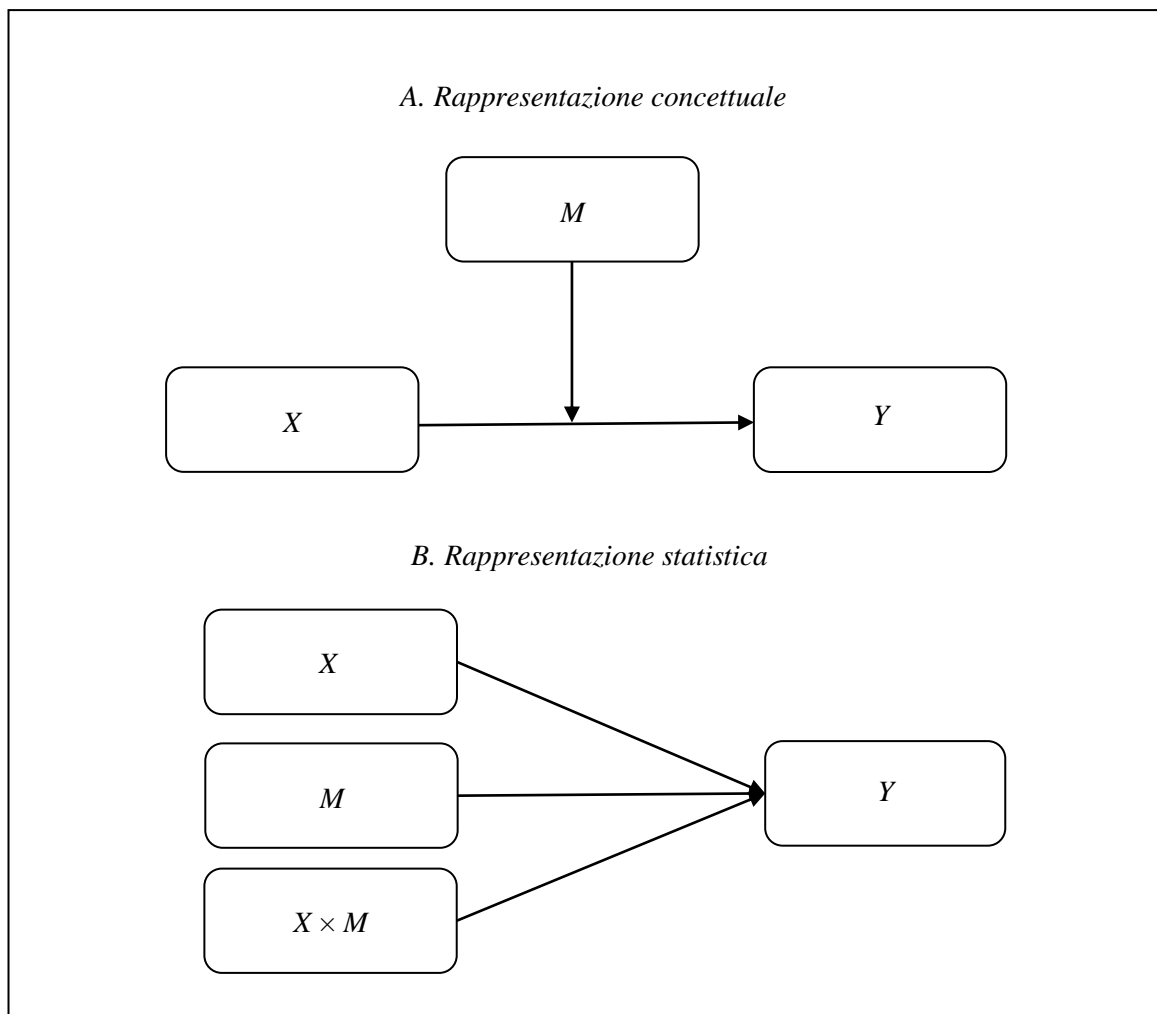 A. Rappresentazione concettuale
M
X
Y
B. Rappresentazione statistica
X
M
Y
X × M